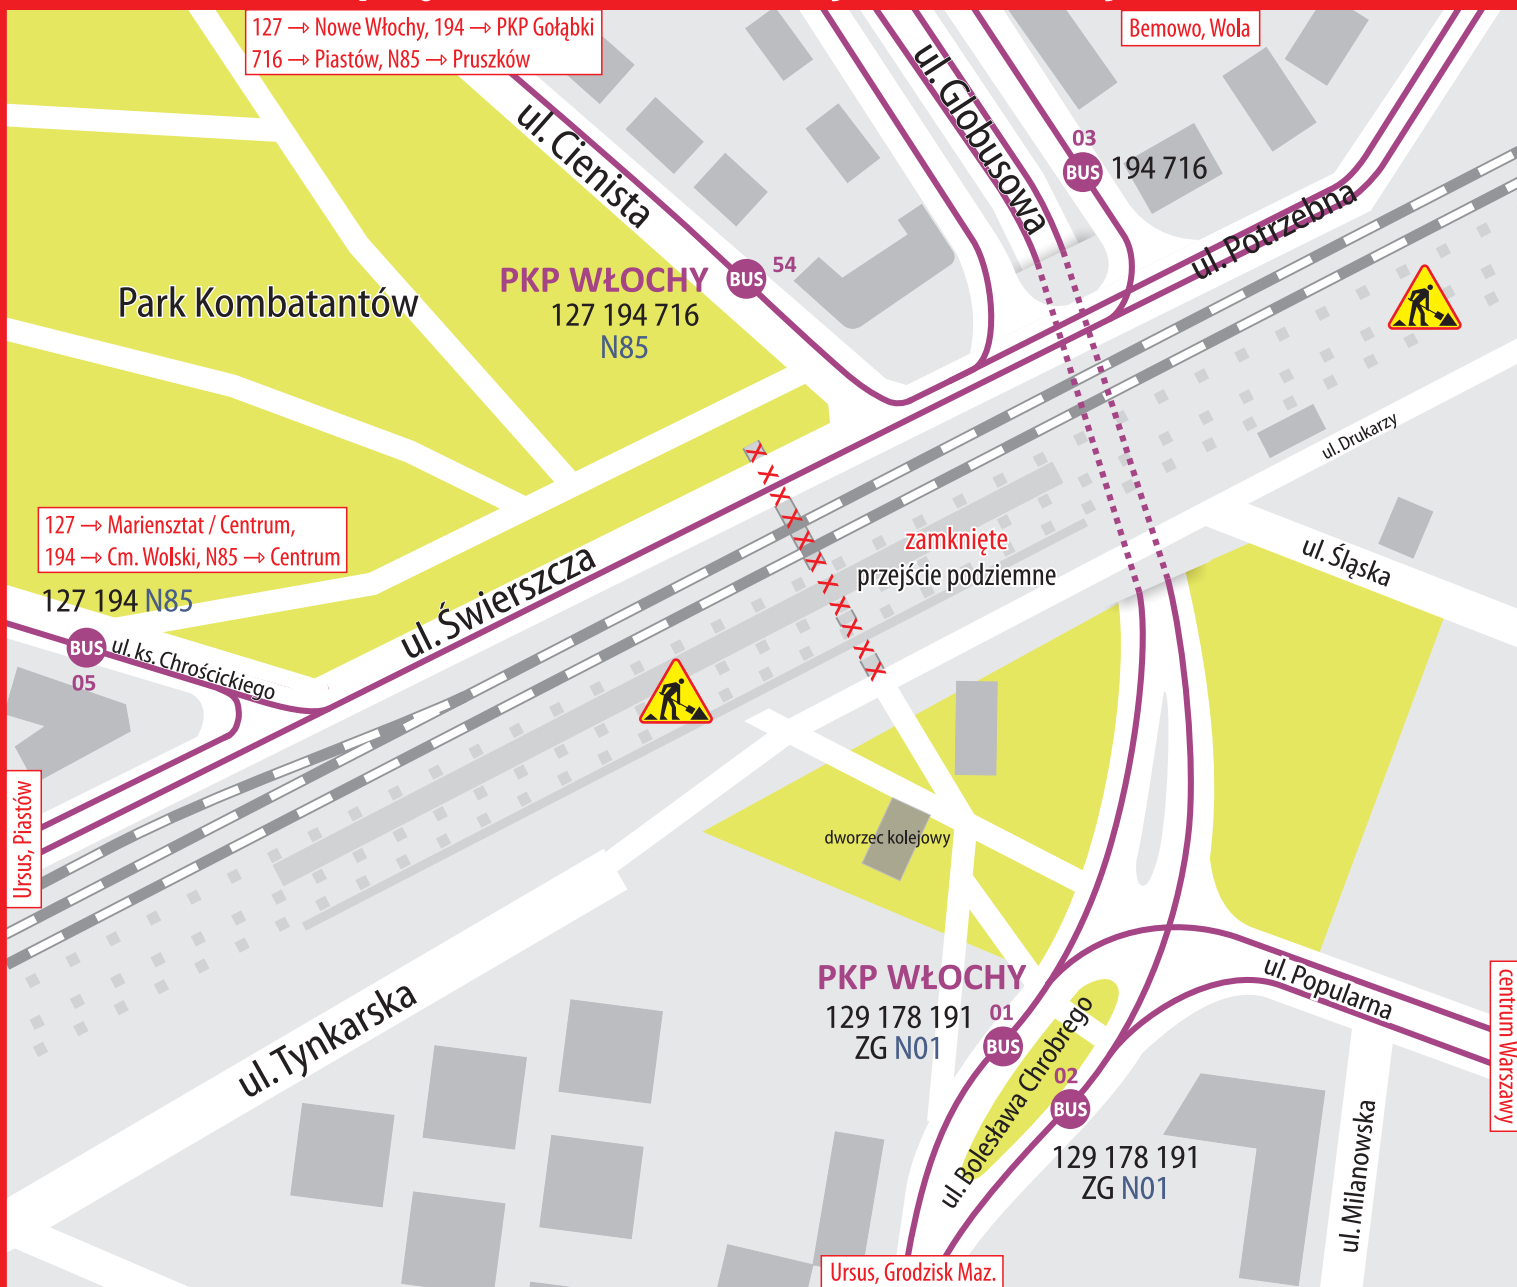 127 → Nowe Włochy, 194 → PKP Gołąbki
716 → Piastów, N85 → Pruszków
Bemowo, Wola
ul. Cienista
ul. Globusowa
03
BUS
194 716
ul. Potrzebna
PKP WŁOCHY
BUS
54
127 194 716
N85
Park Kombatantów
ul. Drukarzy
127 → Mariensztat / Centrum,
194 → Cm. Wolski, N85 → Centrum
127 194 N85
BUS
05
ul. ks. Chrościckiego
ul. Świerszcza
zamknięte
przejście podziemne
ul. Śląska
Ursus, Piastów
dworzec kolejowy
ul. Tynkarska
PKP WŁOCHY
129 178 191
ZG N01
01
BUS
ul. Bolesława Chrobrego
02
BUS
129 178 191
ZG N01
ul. Popularna
centrum Warszawy
ul. Milanowska
Ursus, Grodzisk Maz.